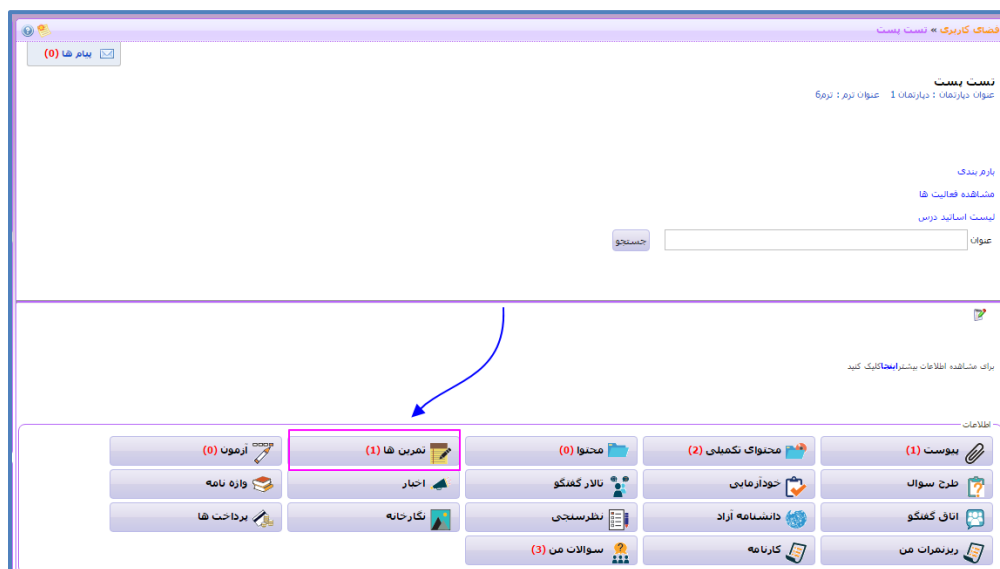 فضای کاربری » تست پست
پیام ها (0)
تست پست
عنوان دپارتمان : دپارتمان 1 عنوان ترم : ترم6
بارم بندی
مشاهده فعالیت ها
لیست اساتید درس
عنوان جستجو
برای مشاهده اطلاعات بیشتراینجاکلیک کنید
اطلاعات
پیوست (1) محتوای تکمیلی (2) محتوا (0) تمرین ها (1) آزمون (0)
طرح سوال خودآزمایی تالار گفتگو اخبار واژه نامه
اتاق گفتگو دانشنامه آزاد نظرسنجی نگارخانه پرداخت ها
ریزنمرات من کارنامه سوالات من (3)